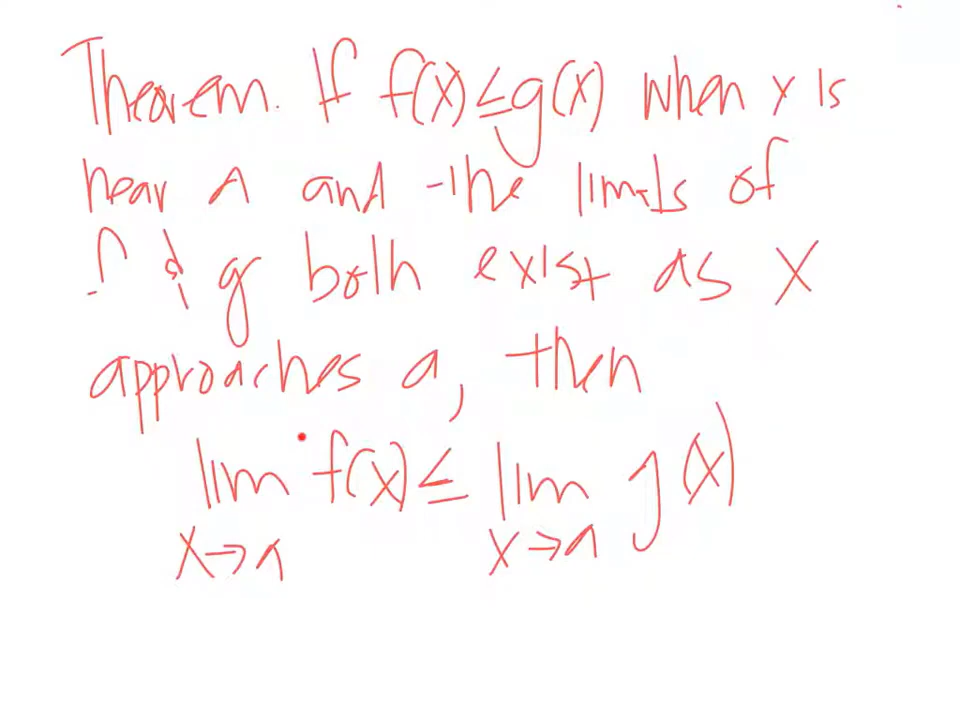 Theorem. If f(x) ≤ g(x) when x is
near a and the limits of
f & g both exist as x
approaches a, then
lim f(x) ≤ lim g(x)
x→a x→a